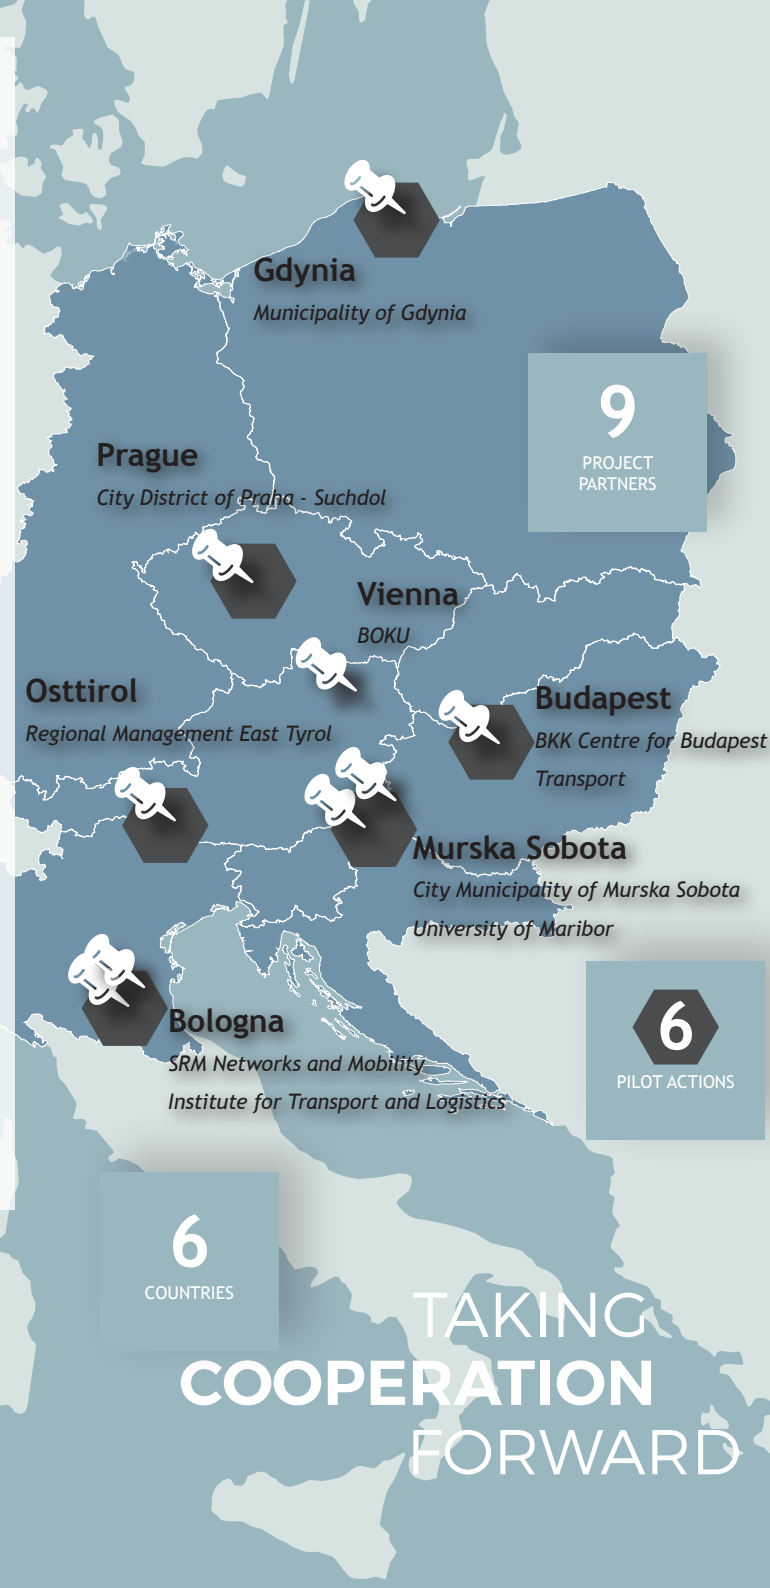 Gdynia
Municipality of Gdynia
9
PROJECT
PARTNERS
Prague
City District of Praha - Suchdol
Vienna
BOKU
Osttirol
Regional Management East Tyrol
Budapest
BKK Centre for Budapest
Transport
Murska Sobota
City Municipality of Murska Sobota
University of Maribor
Bologna
SRM Networks and Mobility
Institute for Transport and Logistics
6
PILOT ACTIONS
6
COUNTRIES
TAKING
COOPERATION
FORWARD